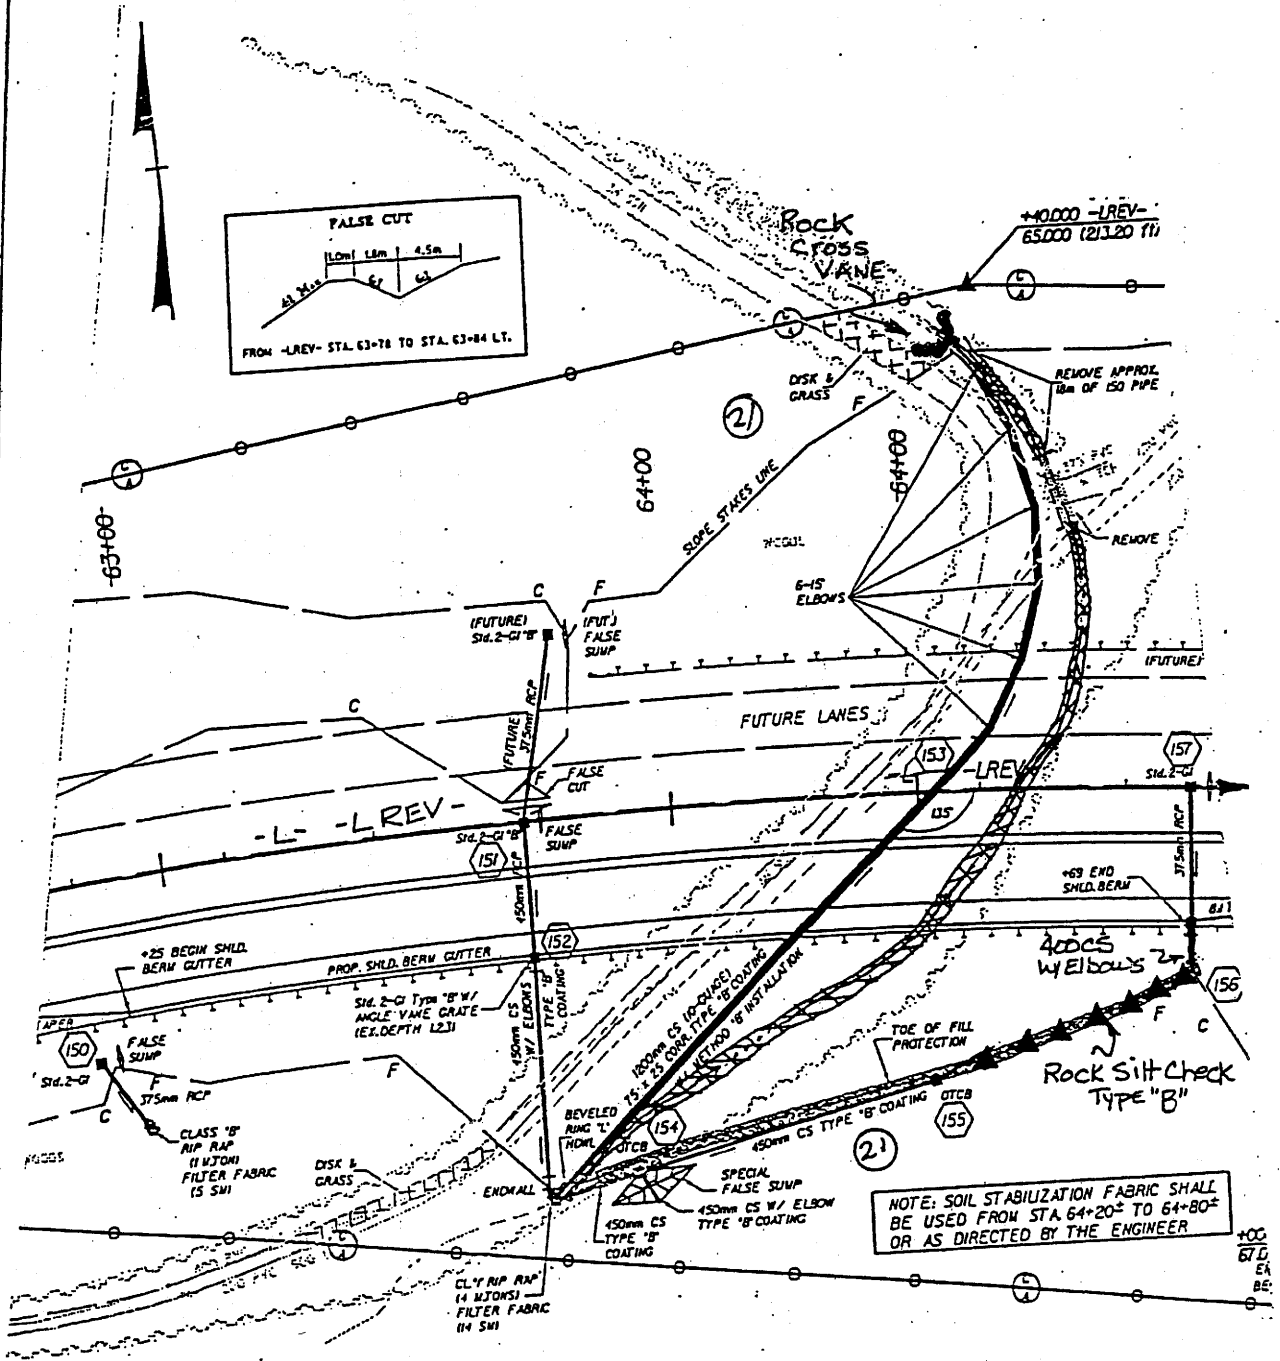 FALSE CUT
1.0m 1.8m 4.5m
6:1
6:1
FROM -LREV- STA. 63+78 TO STA. 63+84 LT.
Rock
Cross
VANE
+40.000 -LREV-
65.000 (213.20 ft)
DISK &
GRASS
F
REMOVE APPROX.
18m OF 150 PIPE
21
64+00
64+00
63+00
SLOPE STAKES LINE
REMOVE
6-15°
ELBOWS
C
F
(FUTURE)
Std. 2-GI "B"
(FUT.)
FALSE
SUMP
(FUTURE)
(FUTURE)
375mm RCP
C
FUTURE LANES
F
FALSE
CUT
153
157
-L- -LREV-
-LREV
Std. 2-GI
135°
Std. 2-GI "B"
FALSE
SUMP
151
375mm RCP
450mm RCP
+69 END
SHLD. BERM
+25 BEGIN SHLD.
BERM GUTTER
PROP. SHLD. BERM GUTTER
152
400CS
w/Elbows
156
Std. 2-GI Type "B" W/
ANGLE VANE GRATE
(EX. DEPTH 1.23)
450mm CS
W/ ELBOWS
TYPE "B"
COATING
1200mm CS (10-GUAGE)
75 X 25 CORR. TYPE "B" COATING
METHOD "B" INSTALLATION
TAPER
150
FALSE
SUMP
Std. 2-GI
F
375mm RCP
C
F
TOE OF FILL
PROTECTION
F
C
Rock Silt Check
TYPE "B"
BEVELED
RING "L"
HDWL
OTCB
154
450mm CS TYPE "B" COATING
OTCB
155
21
CLASS "B"
RIP RAP
(1 M.TON)
FILTER FABRIC
(5 SM)
DISK &
GRASS
ENDWALL
SPECIAL
FALSE SUMP
450mm CS W/ ELBOW
TYPE "B" COATING
450mm CS
TYPE "B"
COATING
NOTE: SOIL STABILIZATION FABRIC SHALL
BE USED FROM STA. 64+20± TO 64+80±
OR AS DIRECTED BY THE ENGINEER
CL "I" RIP RAP
(4 M.TONS)
FILTER FABRIC
(14 SM)